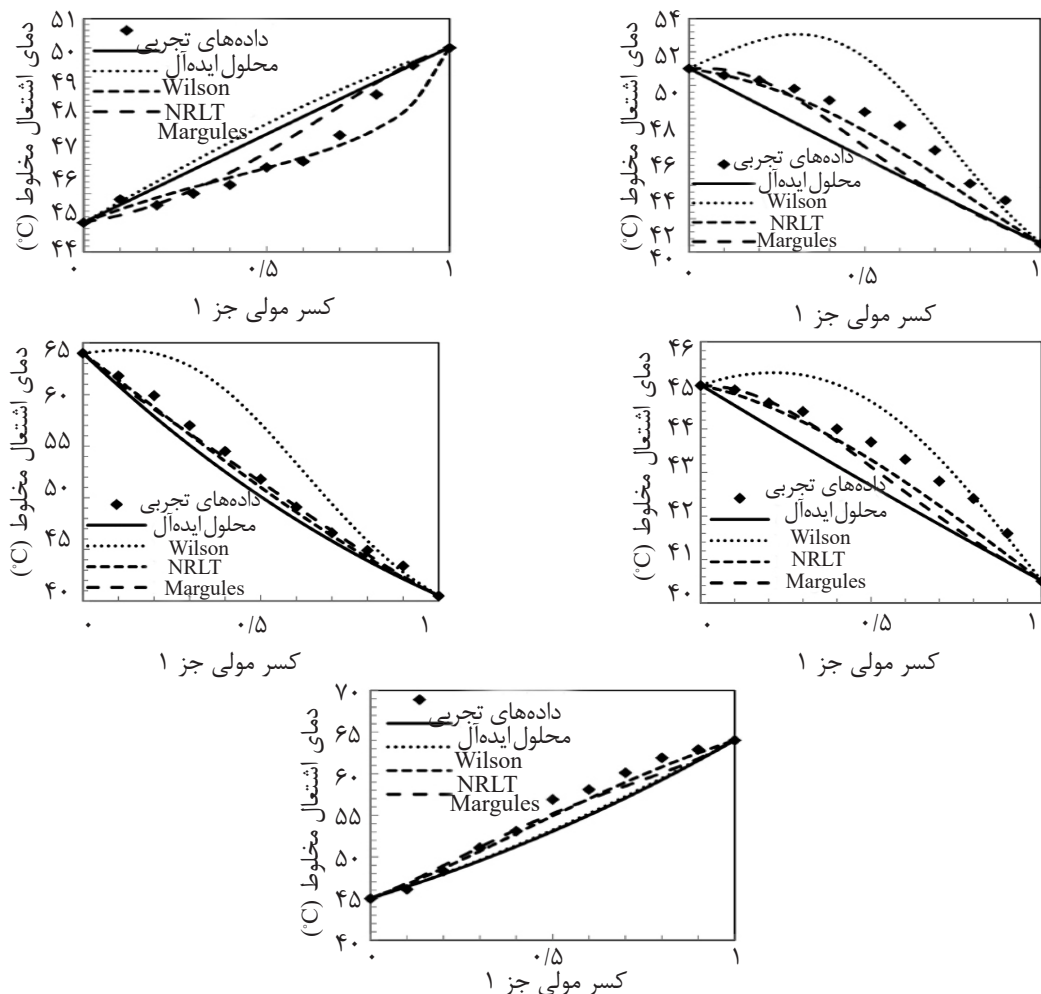 دمای اشتعال مخلوط (°C)
۵۱
۵۰
۴۹
۴۸
۴۷
۴۶
۴۵
۴۴
داده‌های تجربی
محلول ایده‌آل
Wilson
NRLT
Margules
۰
۰/۵
۱
کسر مولی جز ۱
دمای اشتعال مخلوط (°C)
۵۴
۵۲
۵۰
۴۸
۴۶
۴۴
۴۲
۴۰
داده‌های تجربی
محلول ایده‌آل
Wilson
NRLT
Margules
۰
۰/۵
۱
کسر مولی جز ۱
دمای اشتعال مخلوط (°C)
۶۵
۶۰
۵۵
۵۰
۴۵
۴۰
داده‌های تجربی
محلول ایده‌آل
Wilson
NRLT
Margules
۰
۰/۵
۱
کسر مولی جز ۱
دمای اشتعال مخلوط (°C)
۴۶
۴۵
۴۴
۴۳
۴۲
۴۱
۴۰
داده‌های تجربی
محلول ایده‌آل
Wilson
NRLT
Margules
۰
۰/۵
۱
کسر مولی جز ۱
دمای اشتعال مخلوط (°C)
۷۰
۶۵
۶۰
۵۵
۵۰
۴۵
۴۰
داده‌های تجربی
محلول ایده‌آل
Wilson
NRLT
Margules
۰
۰/۵
۱
کسر مولی جز ۱